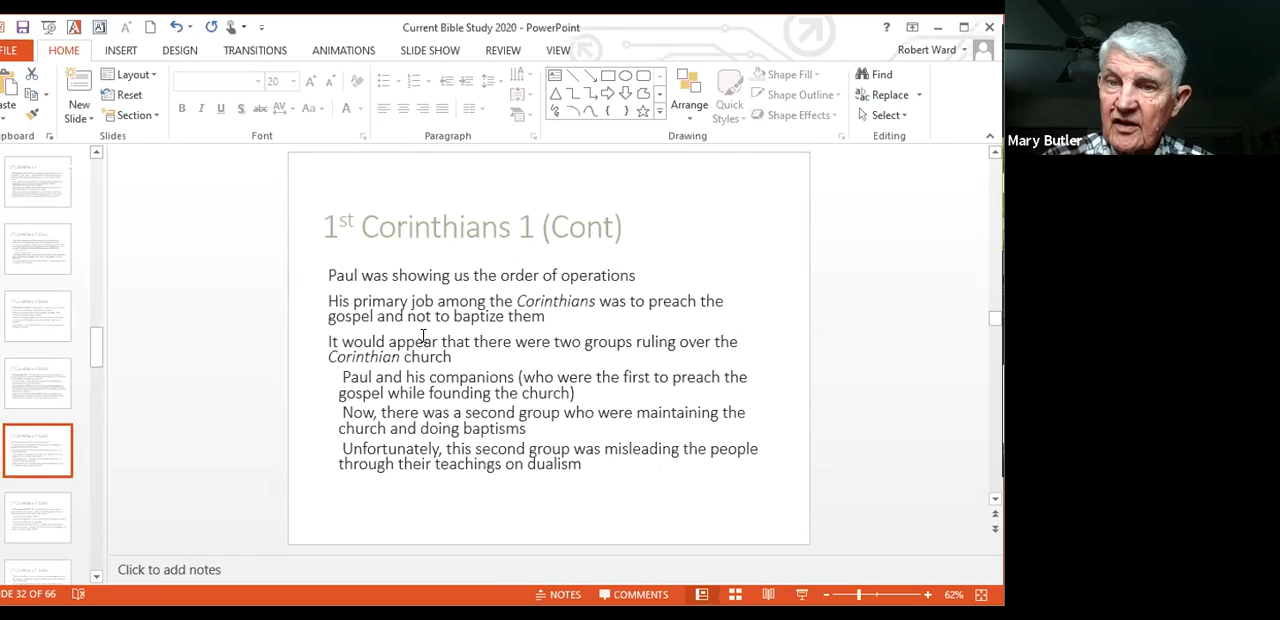 Current Bible Study 2020 - PowerPoint
?
Robert Ward
FILE HOME INSERT DESIGN TRANSITIONS ANIMATIONS SLIDE SHOW REVIEW VIEW
Layout
Reset
Section
New
Slide
20
B I U S abc AV Aa A
Arrange
Quick
Styles
Shape Fill
Shape Outline
Shape Effects
Find
Replace
Select
aste
lipboard Slides Font Paragraph Drawing Editing
Mary Butler
1st Corinthians 1 (Cont)
Paul was showing us the order of operations
His primary job among the Corinthians was to preach the
gospel and not to baptize them
It would appear that there were two groups ruling over the
Corinthian church
Paul and his companions (who were the first to preach the
gospel while founding the church)
Now, there was a second group who were maintaining the
church and doing baptisms
Unfortunately, this second group was misleading the people
through their teachings on dualism
Click to add notes
DE 32 OF 66 NOTES COMMENTS 62%